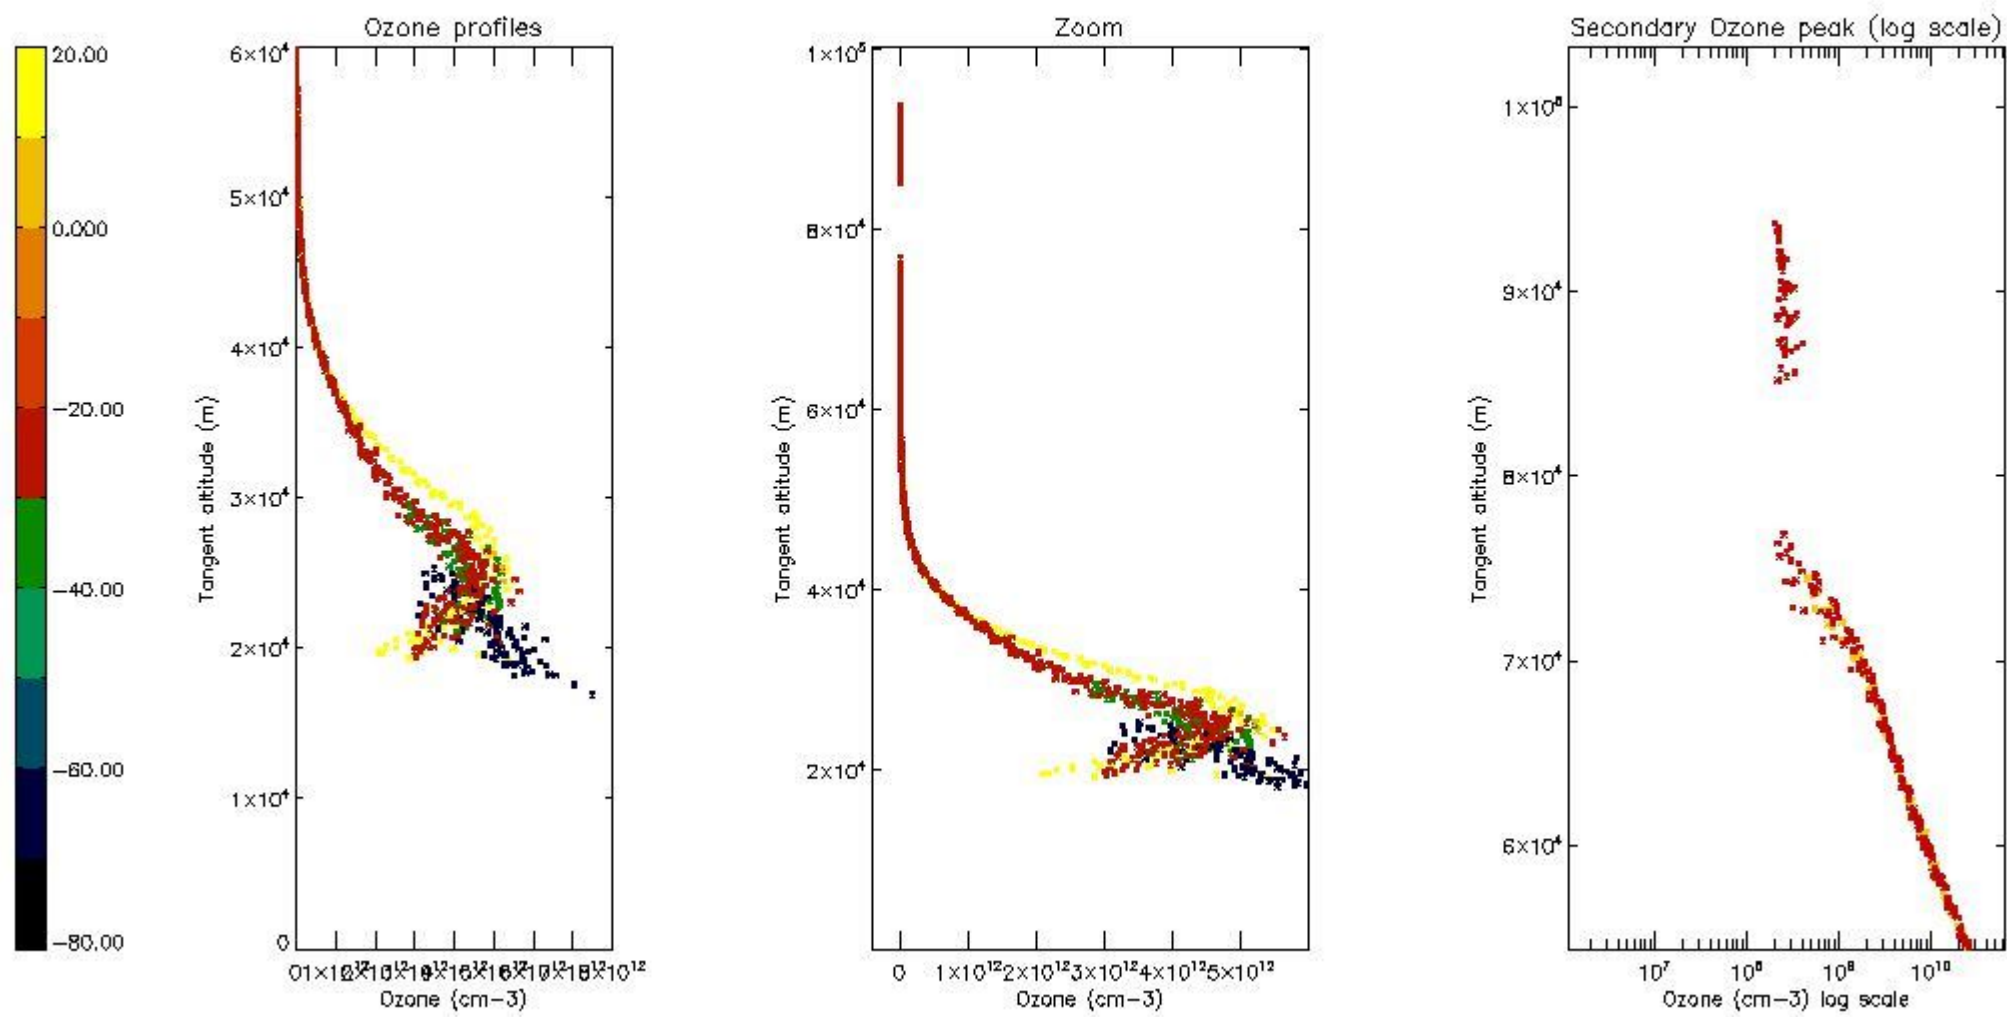 Ozone profiles
Zoom
Secondary Ozone peak (log scale)
20.00
0.000
−20.00
−40.00
−60.00
−80.00
6×10⁴
5×10⁴
4×10⁴
3×10⁴
2×10⁴
1×10⁴
0
Tangent altitude (m)
Ozone (cm−3)
1×10⁵
8×10⁴
6×10⁴
4×10⁴
2×10⁴
Tangent altitude (m)
0 1×10¹² 2×10¹² 3×10¹² 4×10¹² 5×10¹²
Ozone (cm−3)
9×10⁴
8×10⁴
7×10⁴
6×10⁴
Tangent altitude (m)
10⁷ 10⁸ 10⁹ 10¹⁰
Ozone (cm−3) log scale